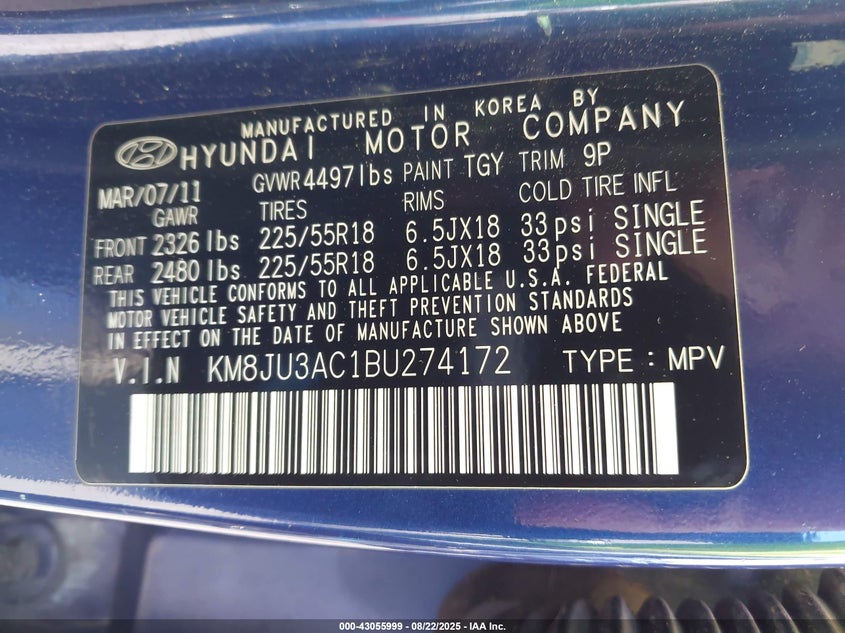 MANUFACTURED IN KOREA BY
HYUNDAI MOTOR COMPANY
MAR/07/11 GVWR 4497lbs PAINT TGY TRIM 9P
GAWR TIRES RIMS COLD TIRE INFL
FRONT 2326 lbs 225/55R18 6.5JX18 33psi SINGLE
REAR 2480 lbs 225/55R18 6.5JX18 33psi SINGLE
THIS VEHICLE CONFORMS TO ALL APPLICABLE U.S.A. FEDERAL
MOTOR VEHICLE SAFETY AND THEFT PREVENTION STANDARDS
IN EFFECT ON THE DATE OF MANUFACTURE SHOWN ABOVE
V.I.N KM8JU3AC1BU274172 TYPE : MPV
000-43055999 - 08/22/2025 - IAA Inc.